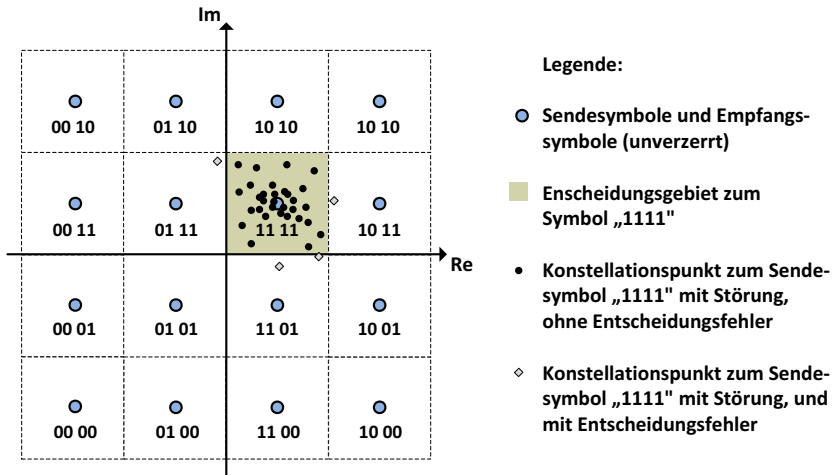 Im
00 10 01 10 10 10 10 10
00 11 01 11 11 11 10 11
Re
00 01 01 01 11 01 10 01
00 00 01 00 11 00 10 00
Legende:
Sendesymbole und Empfangs-
symbole (unverzerrt)
Enscheidungsgebiet zum
Symbol „1111"
Konstellationspunkt zum Sende-
symbol „1111" mit Störung,
ohne Entscheidungsfehler
Konstellationspunkt zum Sende-
symbol „1111" mit Störung, und
mit Entscheidungsfehler